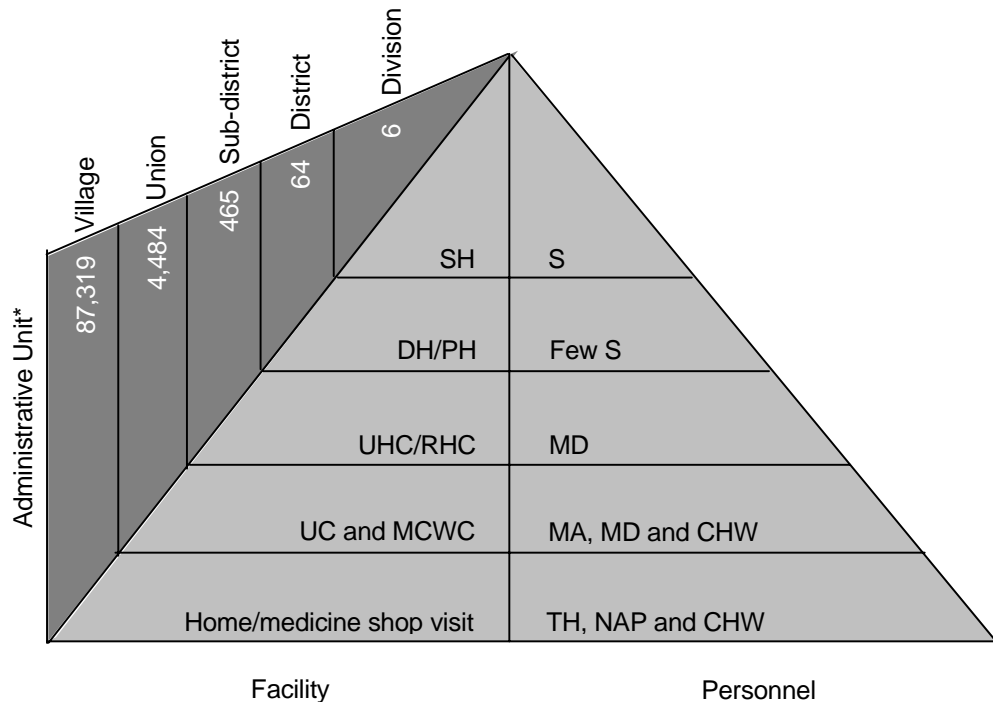 Administrative Unit*
Village
Union
Sub-district
District
Division
87,319
4,484
465
64
6
SH
S
DH/PH
Few S
UHC/RHC
MD
UC and MCWC
MA, MD and CHW
Home/medicine shop visit
TH, NAP and CHW
Facility
Personnel